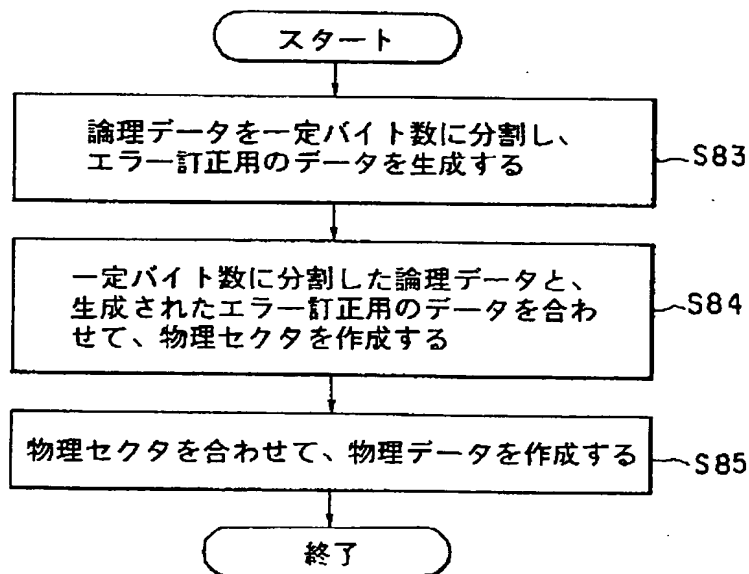 スタート
論理データを一定バイト数に分割し、
エラー訂正用のデータを生成する
S83
一定バイト数に分割した論理データと、
生成されたエラー訂正用のデータを合わ
せて、物理セクタを作成する
S84
物理セクタを合わせて、物理データを作成する
S85
終了